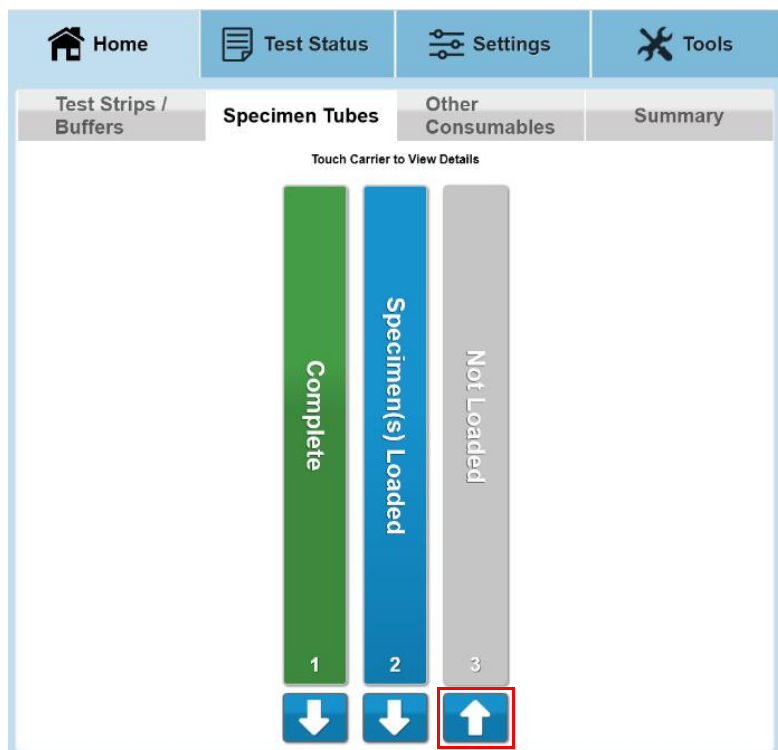 Home
Test Status
Settings
Tools
Test Strips /
Buffers
Specimen Tubes
Other
Consumables
Summary
Touch Carrier to View Details
Complete
Specimen(s) Loaded
Not Loaded
1
2
3